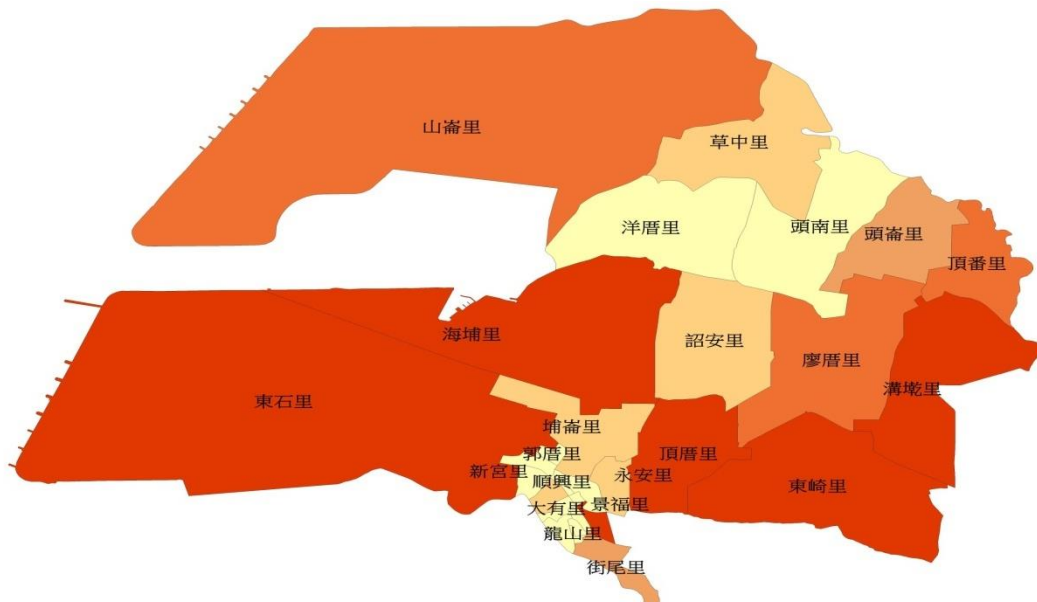 山崙里
草中里
洋厝里
頭南里
頭崙里
頂番里
海埔里
詔安里
廖厝里
溝墘里
東石里
埔崙里
郭厝里
頂厝里
新宮里
順興里
永安里
東崎里
大有里
景福里
龍山里
街尾里